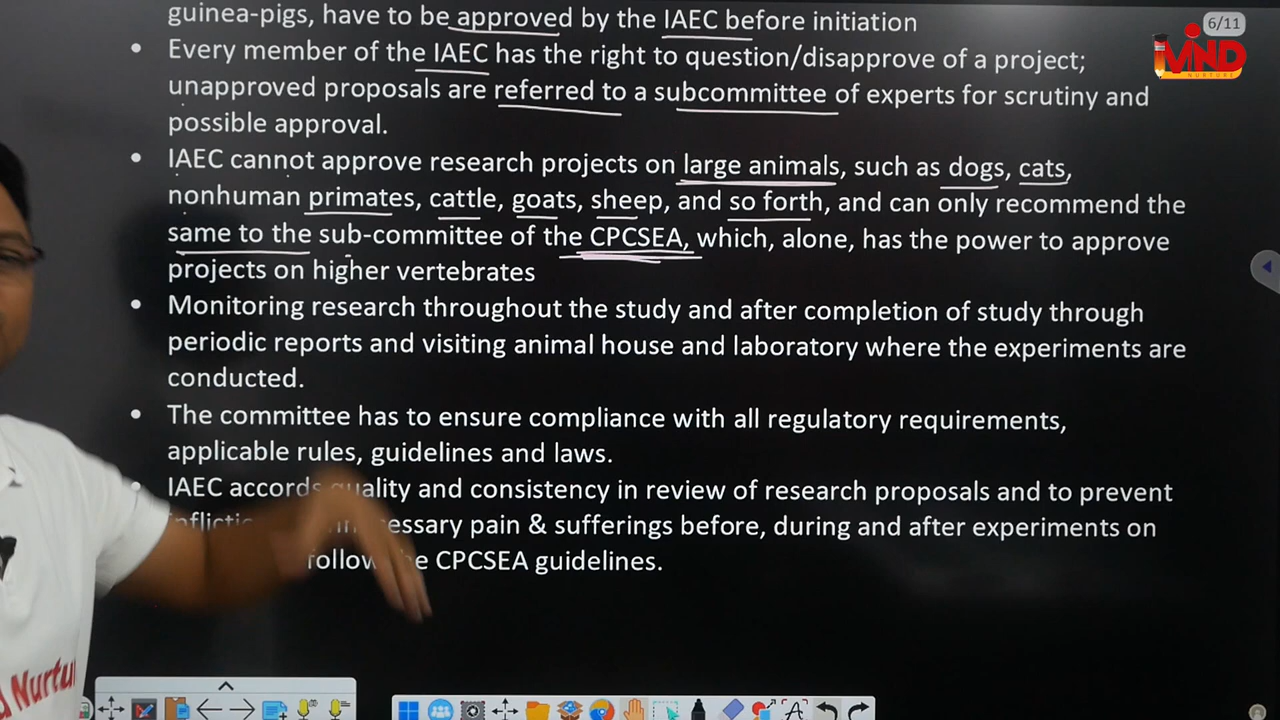 guinea-pigs, have to be approved by the IAEC before initiation
6/11
MIND
NURTURE
• Every member of the IAEC has the right to question/disapprove of a project;
unapproved proposals are referred to a subcommittee of experts for scrutiny and
possible approval.
• IAEC cannot approve research projects on large animals, such as dogs, cats,
nonhuman primates, cattle, goats, sheep, and so forth, and can only recommend the
same to the sub-committee of the CPCSEA, which, alone, has the power to approve
projects on higher vertebrates
• Monitoring research throughout the study and after completion of study through
periodic reports and visiting animal house and laboratory where the experiments are
conducted.
• The committee has to ensure compliance with all regulatory requirements,
applicable rules, guidelines and laws.
• IAEC accords quality and consistency in review of research proposals and to prevent
pain & sufferings before, during and after experiments on
CPCSEA guidelines.